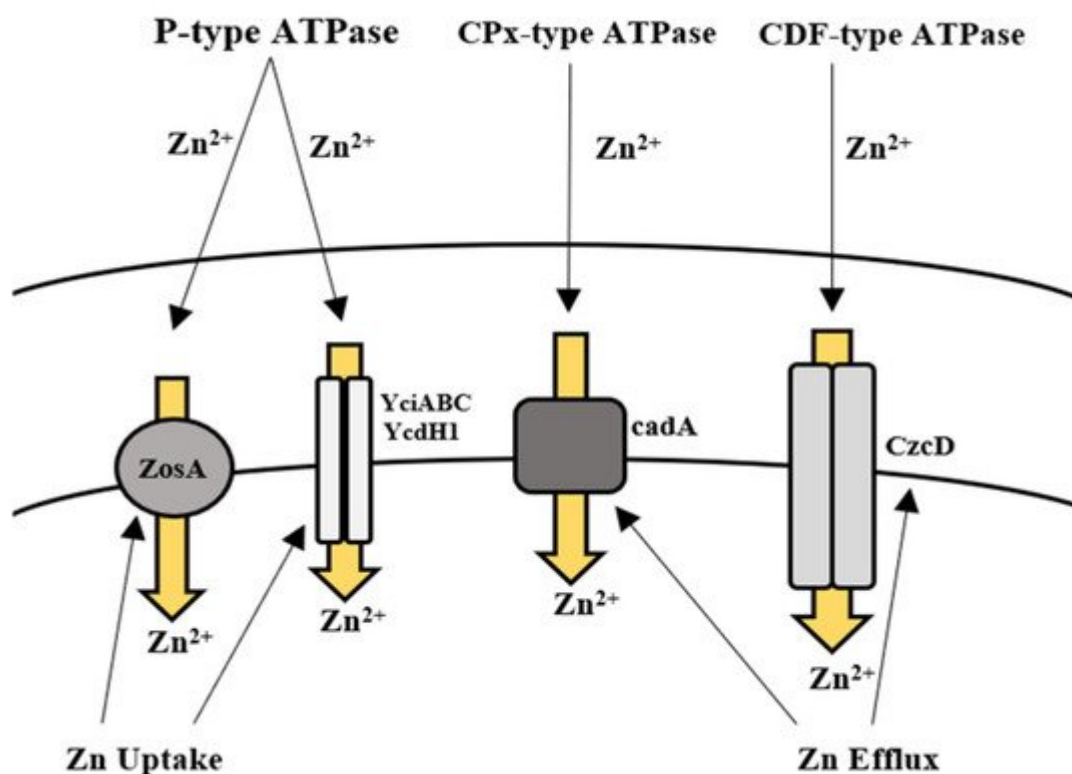 P-type ATPase
CPx-type ATPase
CDF-type ATPase
Zn²⁺
Zn²⁺
Zn²⁺
Zn²⁺
YciABC
YcdH1
cadA
CzcD
ZosA
Zn²⁺
Zn²⁺
Zn²⁺
Zn²⁺
Zn Uptake
Zn Efflux